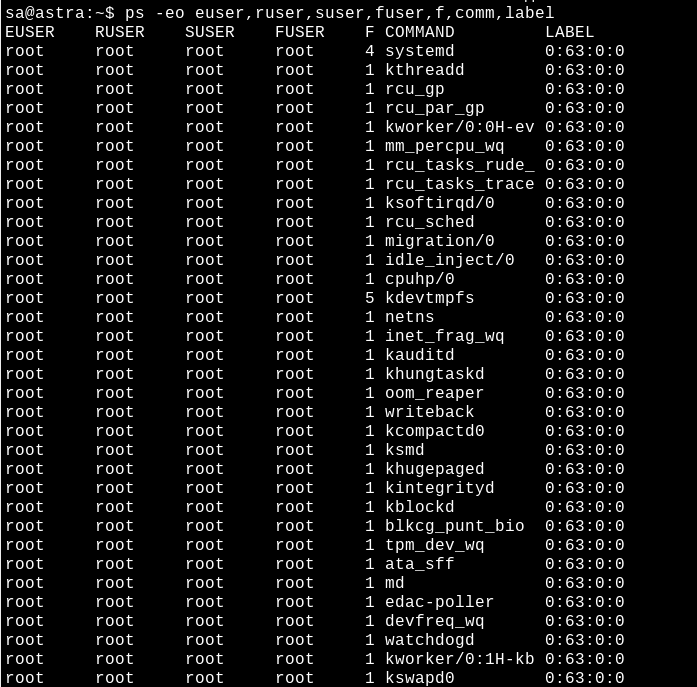 sa@astra:~$ ps -eo euser,ruser,suser,fuser,f,comm,label
EUSER    RUSER    SUSER    FUSER    F COMMAND         LABEL
root     root     root     root     4 systemd         0:63:0:0
root     root     root     root     1 kthreadd        0:63:0:0
root     root     root     root     1 rcu_gp          0:63:0:0
root     root     root     root     1 rcu_par_gp      0:63:0:0
root     root     root     root     1 kworker/0:0H-ev 0:63:0:0
root     root     root     root     1 mm_percpu_wq    0:63:0:0
root     root     root     root     1 rcu_tasks_rude_ 0:63:0:0
root     root     root     root     1 rcu_tasks_trace 0:63:0:0
root     root     root     root     1 ksoftirqd/0     0:63:0:0
root     root     root     root     1 rcu_sched       0:63:0:0
root     root     root     root     1 migration/0     0:63:0:0
root     root     root     root     1 idle_inject/0   0:63:0:0
root     root     root     root     1 cpuhp/0         0:63:0:0
root     root     root     root     5 kdevtmpfs       0:63:0:0
root     root     root     root     1 netns           0:63:0:0
root     root     root     root     1 inet_frag_wq    0:63:0:0
root     root     root     root     1 kauditd         0:63:0:0
root     root     root     root     1 khungtaskd      0:63:0:0
root     root     root     root     1 oom_reaper      0:63:0:0
root     root     root     root     1 writeback       0:63:0:0
root     root     root     root     1 kcompactd0      0:63:0:0
root     root     root     root     1 ksmd            0:63:0:0
root     root     root     root     1 khugepaged      0:63:0:0
root     root     root     root     1 kintegrityd     0:63:0:0
root     root     root     root     1 kblockd         0:63:0:0
root     root     root     root     1 blkcg_punt_bio  0:63:0:0
root     root     root     root     1 tpm_dev_wq      0:63:0:0
root     root     root     root     1 ata_sff         0:63:0:0
root     root     root     root     1 md              0:63:0:0
root     root     root     root     1 edac-poller     0:63:0:0
root     root     root     root     1 devfreq_wq      0:63:0:0
root     root     root     root     1 watchdogd       0:63:0:0
root     root     root     root     1 kworker/0:1H-kb 0:63:0:0
root     root     root     root     1 kswapd0         0:63:0:0